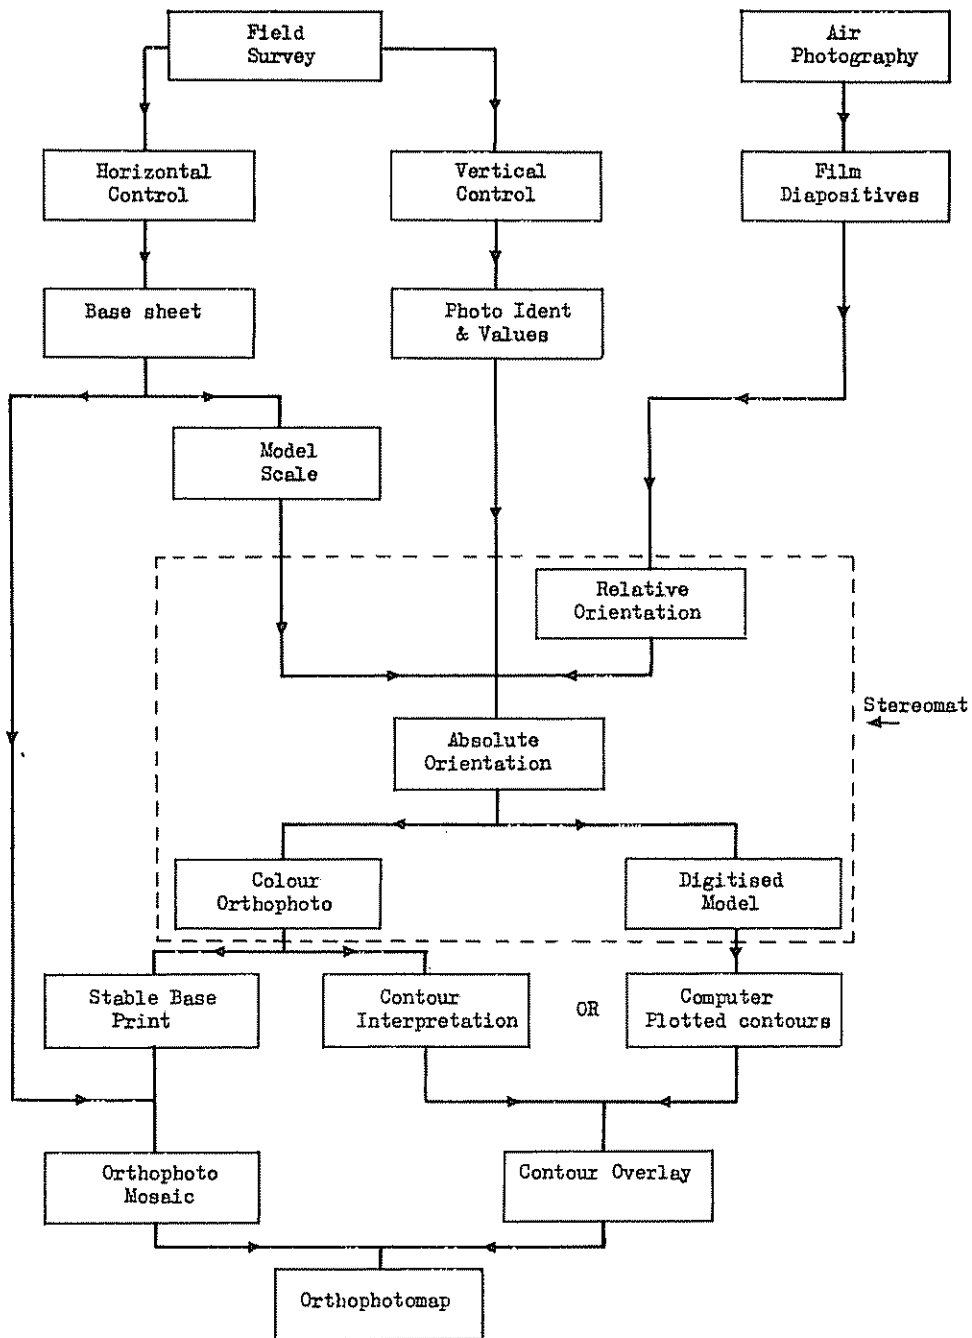 Field
Survey
Air
Photography
Horizontal
Control
Vertical
Control
Film
Diapositives
Base sheet
Photo Ident
& Values
Model
Scale
Relative
Orientation
Stereomat
Absolute
Orientation
Colour
Orthophoto
Digitised
Model
Stable Base
Print
Contour
Interpretation
OR
Computer
Plotted contours
Orthophoto
Mosaic
Contour Overlay
Orthophotomap